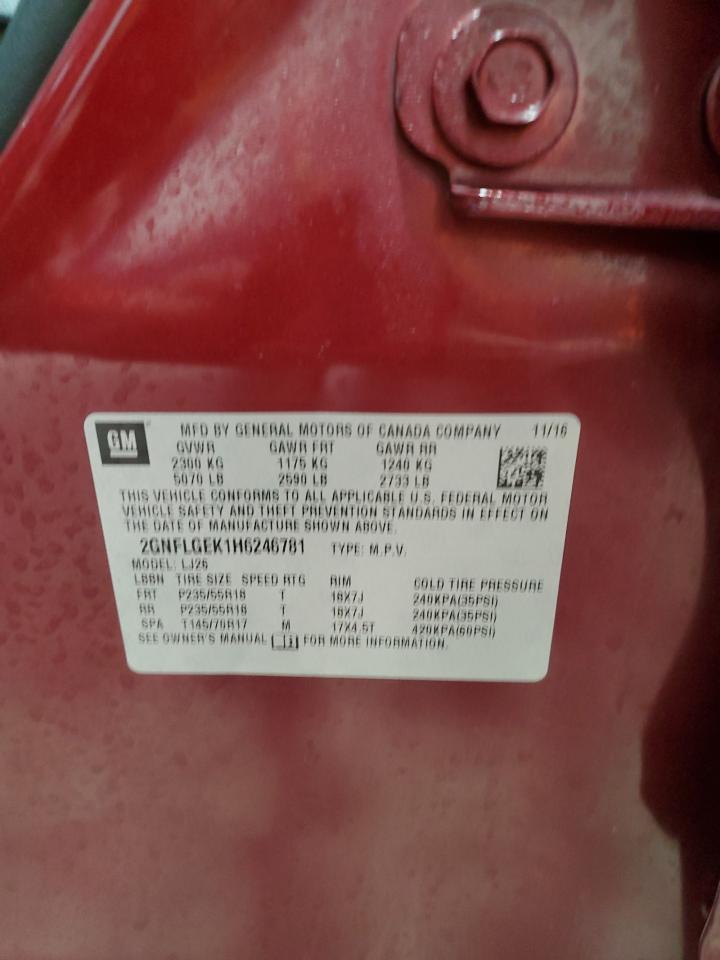 GM MFD BY GENERAL MOTORS OF CANADA COMPANY 11/16
GVWR GAWR FRT GAWR RR
2300 KG 1175 KG 1240 KG
5070 LB 2590 LB 2733 LB
THIS VEHICLE CONFORMS TO ALL APPLICABLE U.S. FEDERAL MOTOR
VEHICLE SAFETY AND THEFT PREVENTION STANDARDS IN EFFECT ON
THE DATE OF MANUFACTURE SHOWN ABOVE.
2GNFLGEK1H6246781 TYPE: M.P.V.
MODEL: LJ26
LBBN TIRE SIZE SPEED RTG RIM COLD TIRE PRESSURE
FRT P235/55R18 T 18X7J 240KPA(35PSI)
RR P235/55R18 T 18X7J 240KPA(35PSI)
SPA T145/70R17 M 17X4.5T 420KPA(60PSI)
SEE OWNER'S MANUAL FOR MORE INFORMATION.